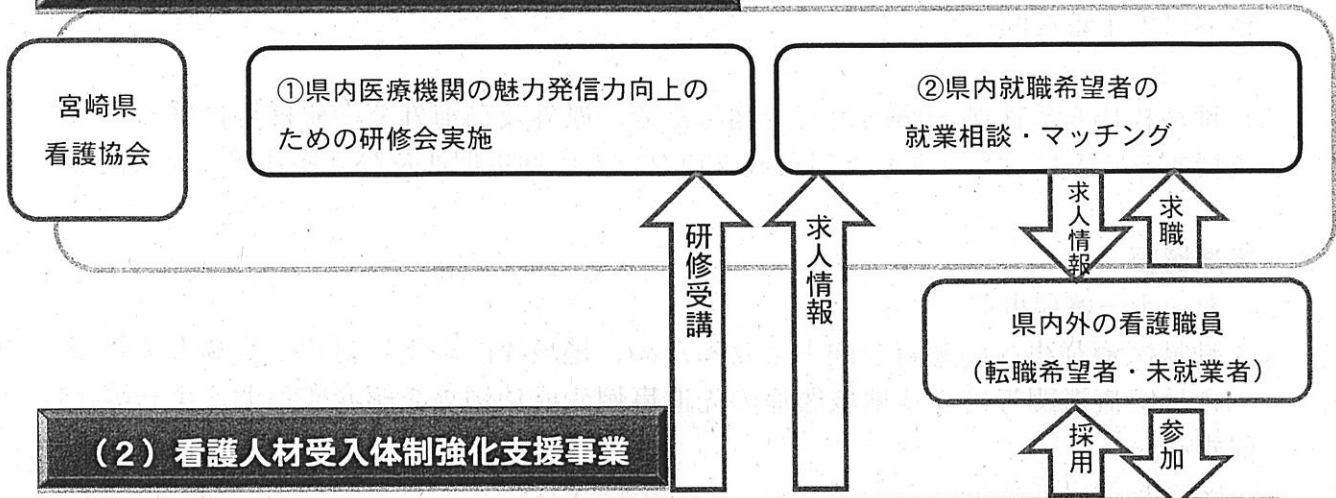 宮崎県
看護協会
①県内医療機関の魅力発信力向上の
ための研修会実施
②県内就職希望者の
就業相談・マッチング
研修受講
求人情報
求人情報
求職
県内外の看護職員
(転職希望者・未就業者)
(2)看護人材受入体制強化支援事業
採用
参加